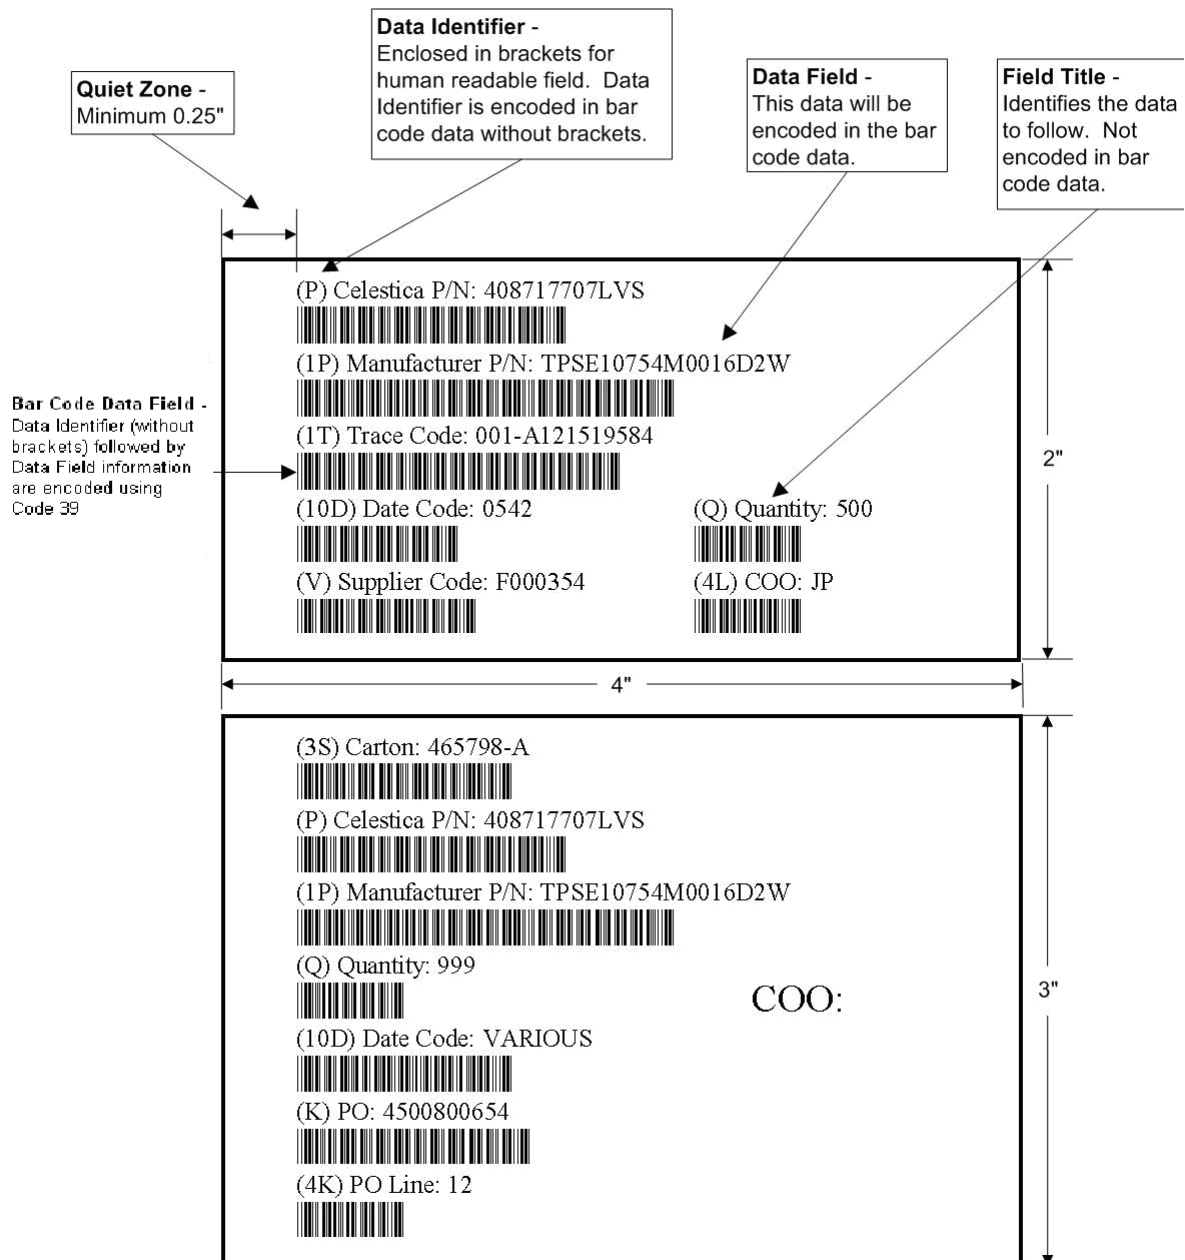 Data Identifier -
Enclosed in brackets for
human readable field. Data
Identifier is encoded in bar
code data without brackets.
Quiet Zone -
Minimum 0.25"
Data Field -
This data will be
encoded in the bar
code data.
Field Title -
Identifies the data
to follow. Not
encoded in bar
code data.
(P) Celestica P/N: 408717707LVS
(1P) Manufacturer P/N: TPSE10754M0016D2W
Bar Code Data Field -
Data Identifier (without
brackets) followed by
Data Field information
are encoded using
Code 39
(1T) Trace Code: 001-A121519584
(10D) Date Code: 0542
(Q) Quantity: 500
(V) Supplier Code: F000354
(4L) COO: JP
2"
4"
(3S) Carton: 465798-A
(P) Celestica P/N: 408717707LVS
(1P) Manufacturer P/N: TPSE10754M0016D2W
(Q) Quantity: 999
COO:
3"
(10D) Date Code: VARIOUS
(K) PO: 4500800654
(4K) PO Line: 12